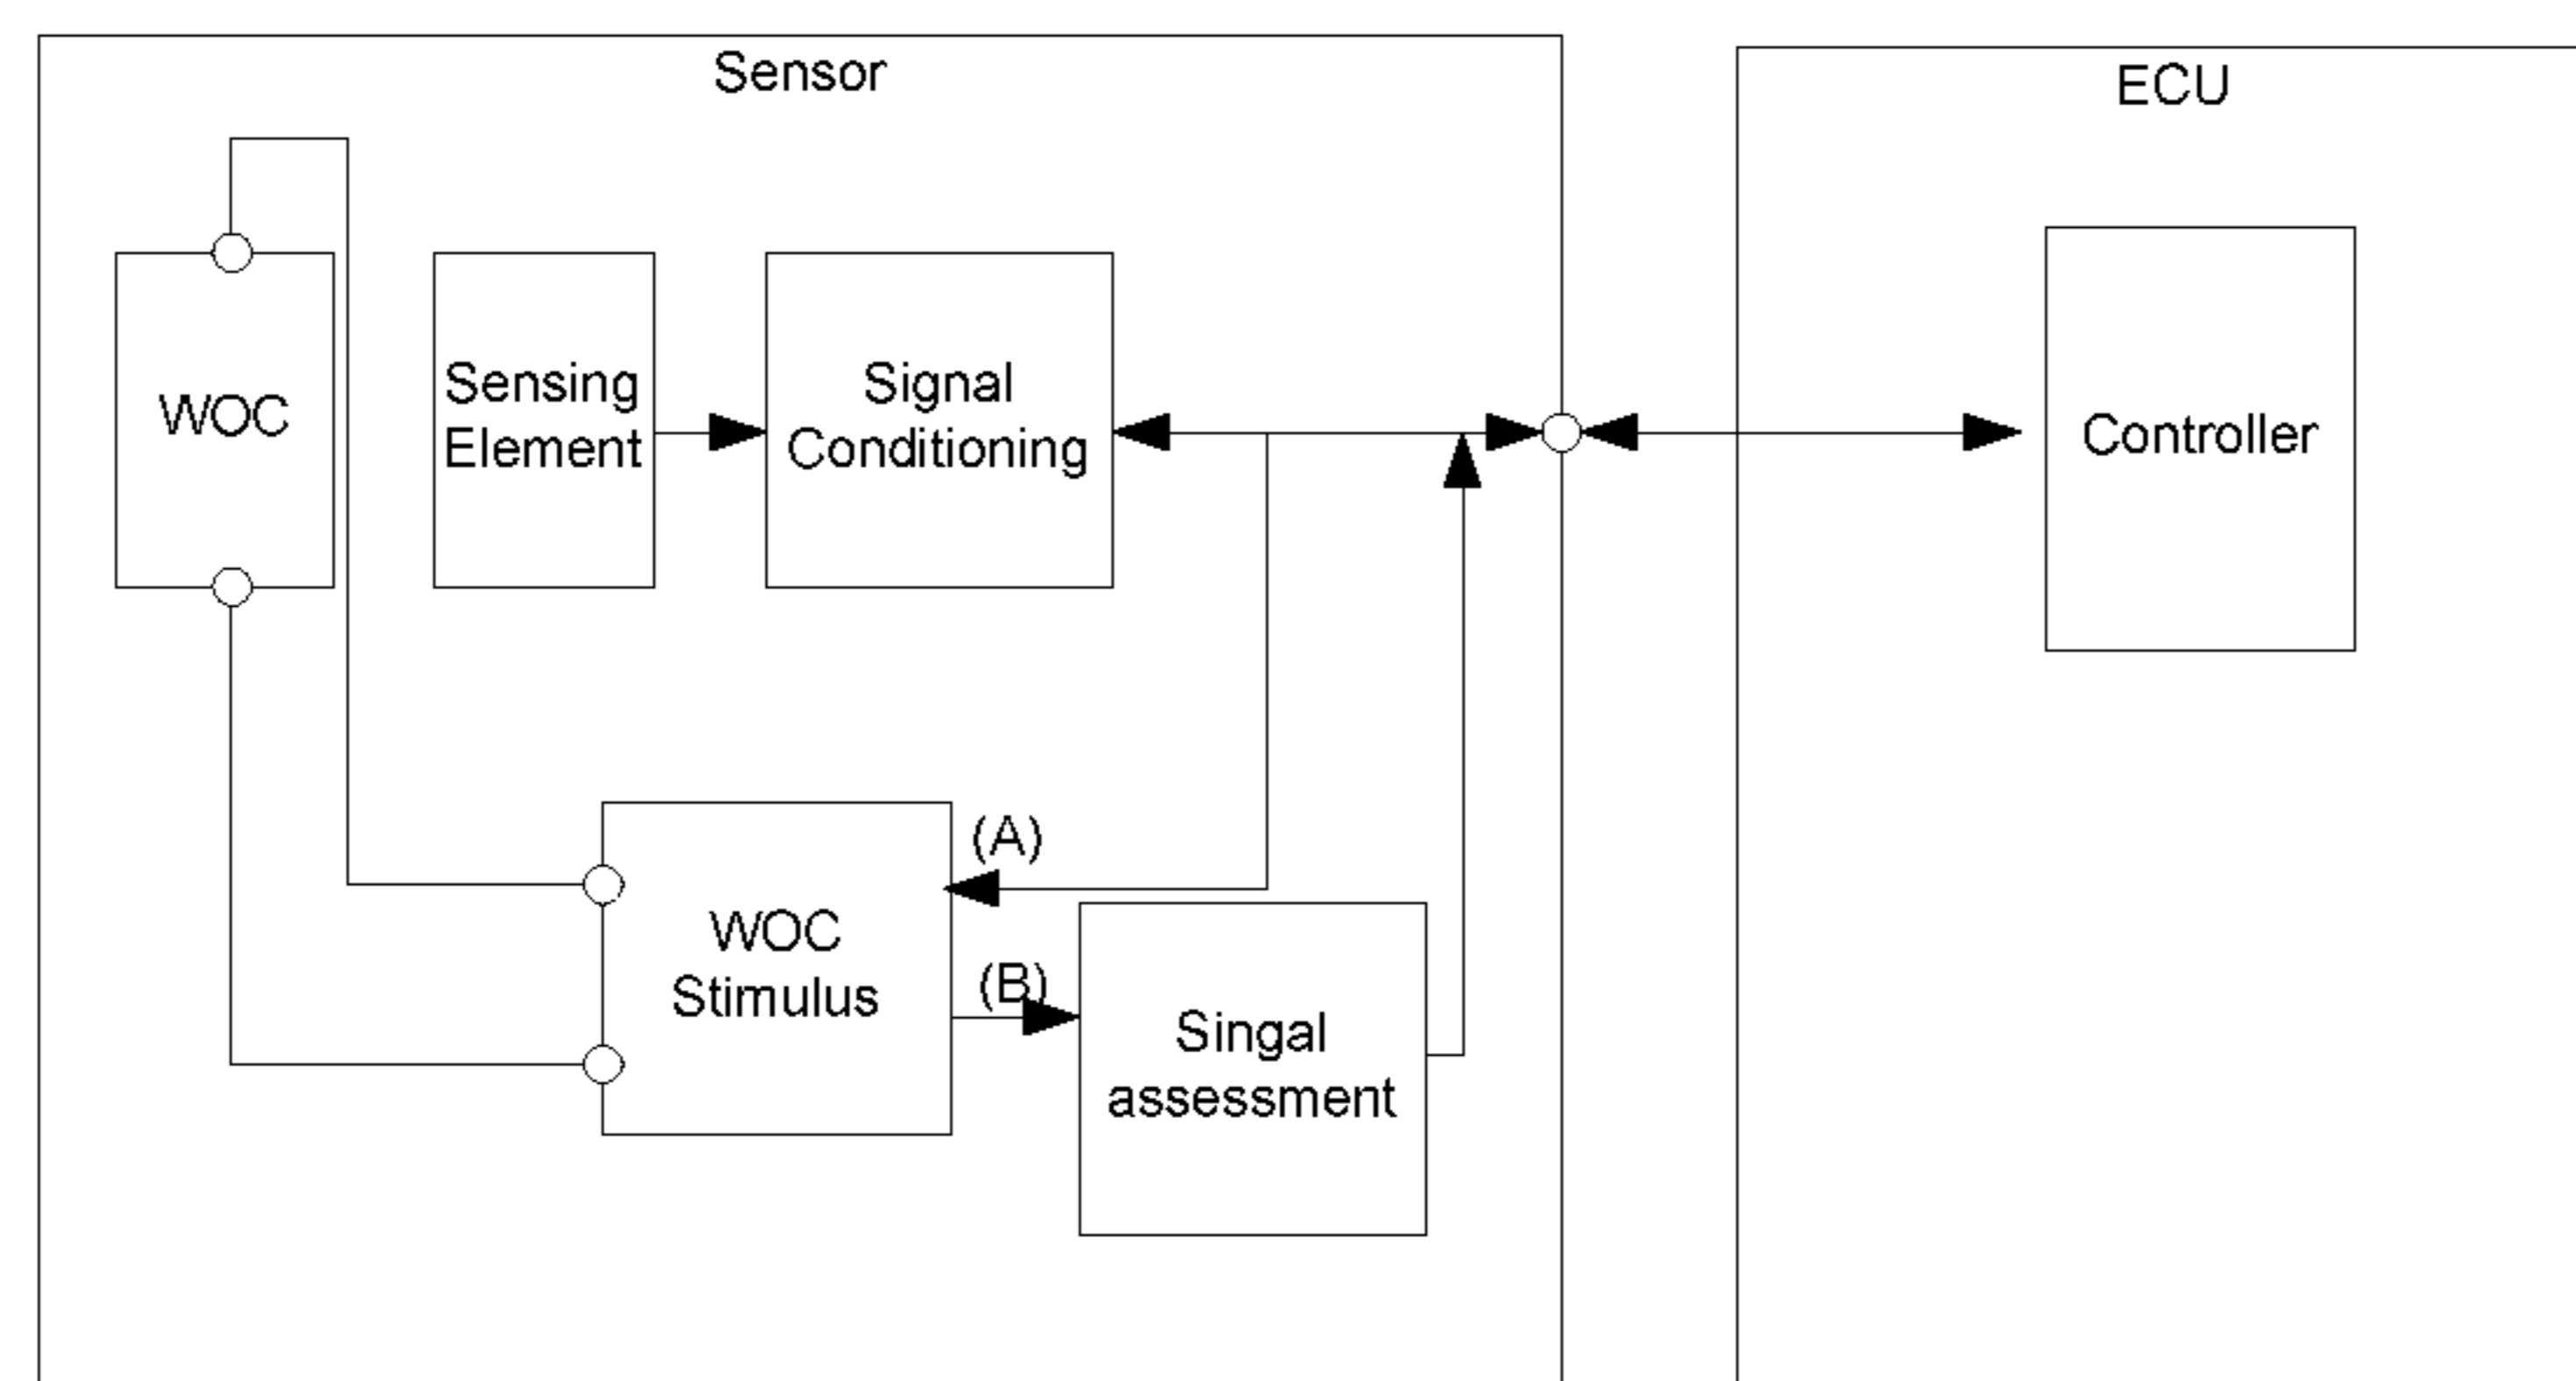 Sensor
ECU
WOC
Sensing
Element
Signal
Conditioning
Controller
(A)
WOC
Stimulus
(B)
Singal
assessment